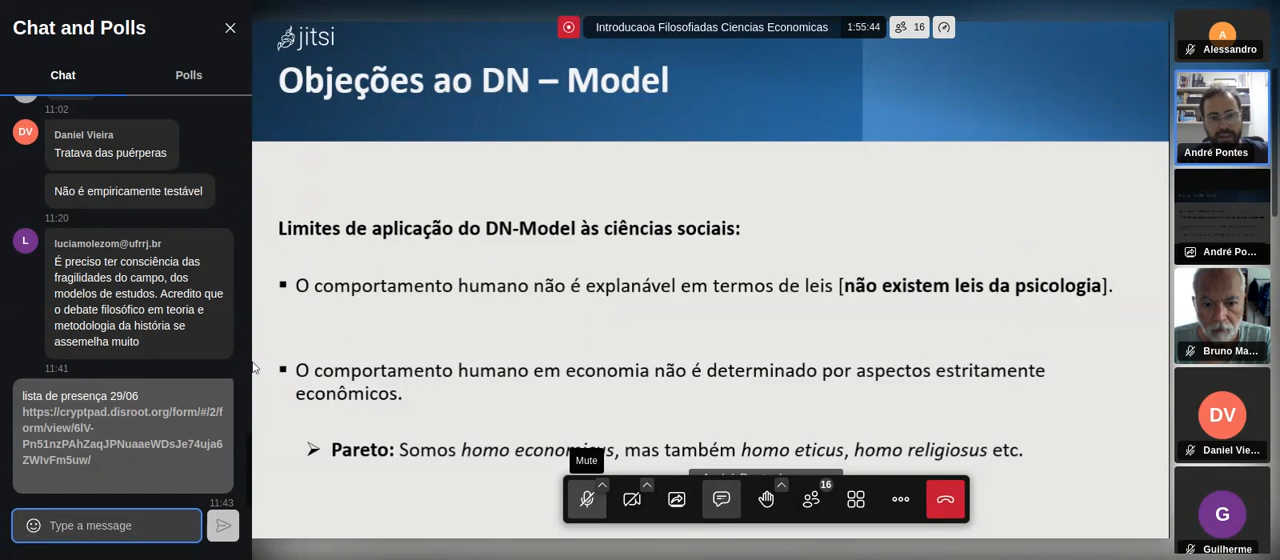 Chat and Polls
Chat
Polls
11:02
DV
Daniel Vieira
Tratava das puérperas
Não é empiricamente testável
11:20
L
luciamolezom@ufrrj.br
É preciso ter consciência das
fragilidades do campo, dos
modelos de estudos. Acredito que
o debate filosófico em teoria e
metodologia da história se
assemelha muito
11:41
lista de presença 29/06
https://cryptpad.disroot.org/form/#/2/f
orm/view/6lV-
Pn51nzPAhZaqJPNuaaeWDsJe74uja6
ZWIvFm5uw/
11:43
Type a message
jitsi
Introducaoa Filosofiadas Ciencias Economicas
1:55:44
16
Objeções ao DN – Model
Limites de aplicação do DN-Model às ciências sociais:
▪ O comportamento humano não é explanável em termos de leis [não existem leis da psicologia].
▪ O comportamento humano em economia não é determinado por aspectos estritamente
econômicos.
➢ Pareto: Somos homo economicus, mas também homo eticus, homo religiosus etc.
Mute
16
A
Alessandro
André Pontes
André Po...
Bruno Ma...
DV
Daniel Vie...
G
Guilherme